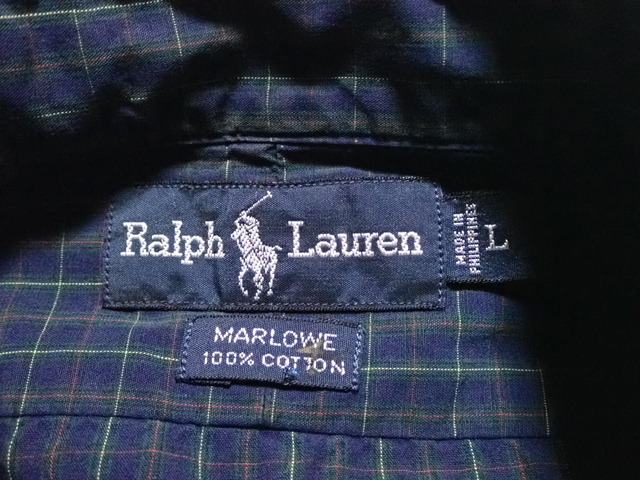 Ralph Lauren
MADE IN
PHILIPPINES
L
MARLOWE
100% COTTON